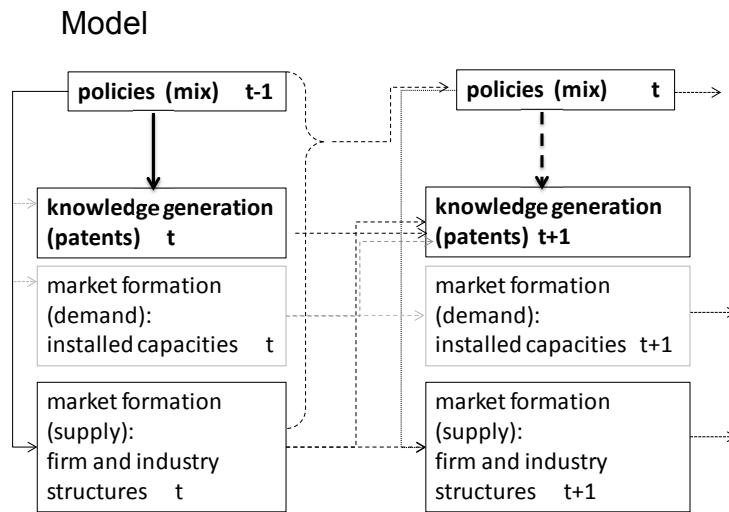 Model
policies (mix) t-1
knowledge generation
(patents) t
market formation
(demand):
installed capacities t
market formation
(supply):
firm and industry
structures t
policies (mix) t
knowledge generation
(patents) t+1
market formation
(demand):
installed capacities t+1
market formation
(supply):
firm and industry
structures t+1